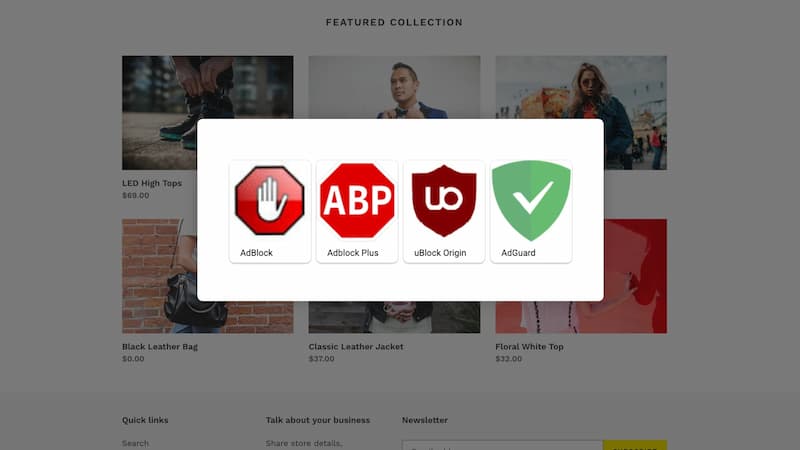 FEATURED COLLECTION
LED High Tops
$69.00
ABP
uo
AdBlock
Adblock Plus
uBlock Origin
AdGuard
Black Leather Bag
$0.00
Classic Leather Jacket
$37.00
Floral White Top
$32.00
Quick links
Talk about your business
Newsletter
Search
Share store details,